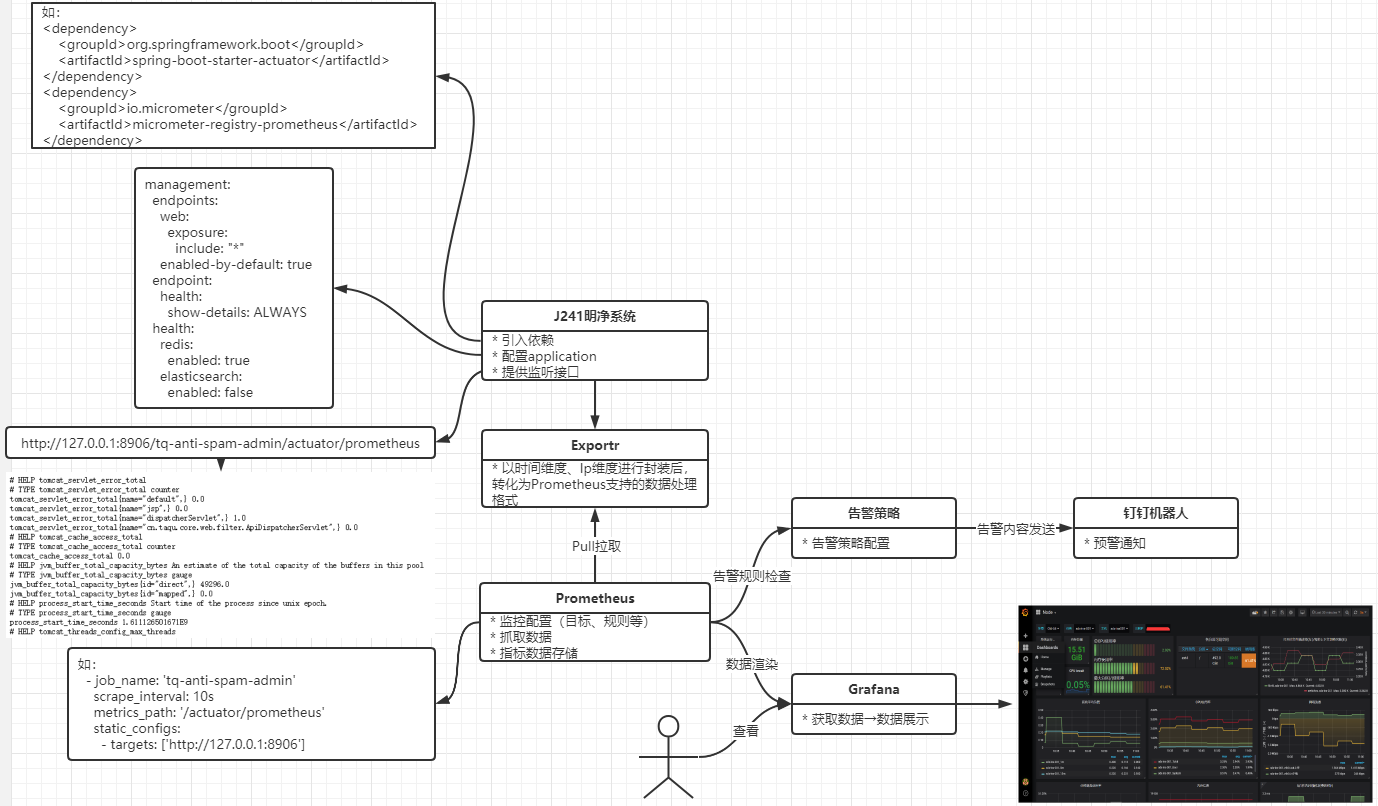 如：
<dependency>
<groupId>org.springframework.boot</groupId>
<artifactId>spring-boot-starter-actuator</artifactId>
</dependency>
<dependency>
<groupId>io.micrometer</groupId>
<artifactId>micrometer-registry-prometheus</artifactId>
</dependency>
management:
endpoints:
web:
exposure:
include: "*"
enabled-by-default: true
endpoint:
health:
show-details: ALWAYS
health:
redis:
enabled: true
elasticsearch:
enabled: false
J241明净系统
* 引入依赖
* 配置application
* 提供监听接口
http://127.0.0.1:8906/tq-anti-spam-admin/actuator/prometheus
# HELP tomcat_servlet_error_total
# TYPE tomcat_servlet_error_total counter
tomcat_servlet_error_total{name="default",} 0.0
tomcat_servlet_error_total{name="jsp",} 0.0
tomcat_servlet_error_total{name="dispatcherServlet",} 1.0
tomcat_servlet_error_total{name="cn.taqu.core.web.filter.ApiDispatcherServlet",} 0.0
# HELP tomcat_cache_access_total
# TYPE tomcat_cache_access_total counter
tomcat_cache_access_total 0.0
# HELP jvm_buffer_total_capacity_bytes An estimate of the total capacity of the buffers in this pool
# TYPE jvm_buffer_total_capacity_bytes gauge
jvm_buffer_total_capacity_bytes{id="direct",} 49296.0
jvm_buffer_total_capacity_bytes{id="mapped",} 0.0
# HELP process_start_time_seconds Start time of the process since unix epoch.
# TYPE process_start_time_seconds gauge
process_start_time_seconds 1.611126501671E9
# HELP tomcat_threads_config_max_threads
Exportr
* 以时间维度、Ip维度进行封装后，
转化为Prometheus支持的数据处理
格式
Pull拉取
Prometheus
* 监控配置（目标、规则等）
* 抓取数据
* 指标数据存储
如：
- job_name: 'tq-anti-spam-admin'
scrape_interval: 10s
metrics_path: '/actuator/prometheus'
static_configs:
- targets: ['http://127.0.0.1:8906']
告警规则检查
告警策略
* 告警策略配置
告警内容发送
钉钉机器人
* 预警通知
数据渲染
查看
Grafana
* 获取数据→数据展示
Node
Dashboards
15.51
GiB
0.05%